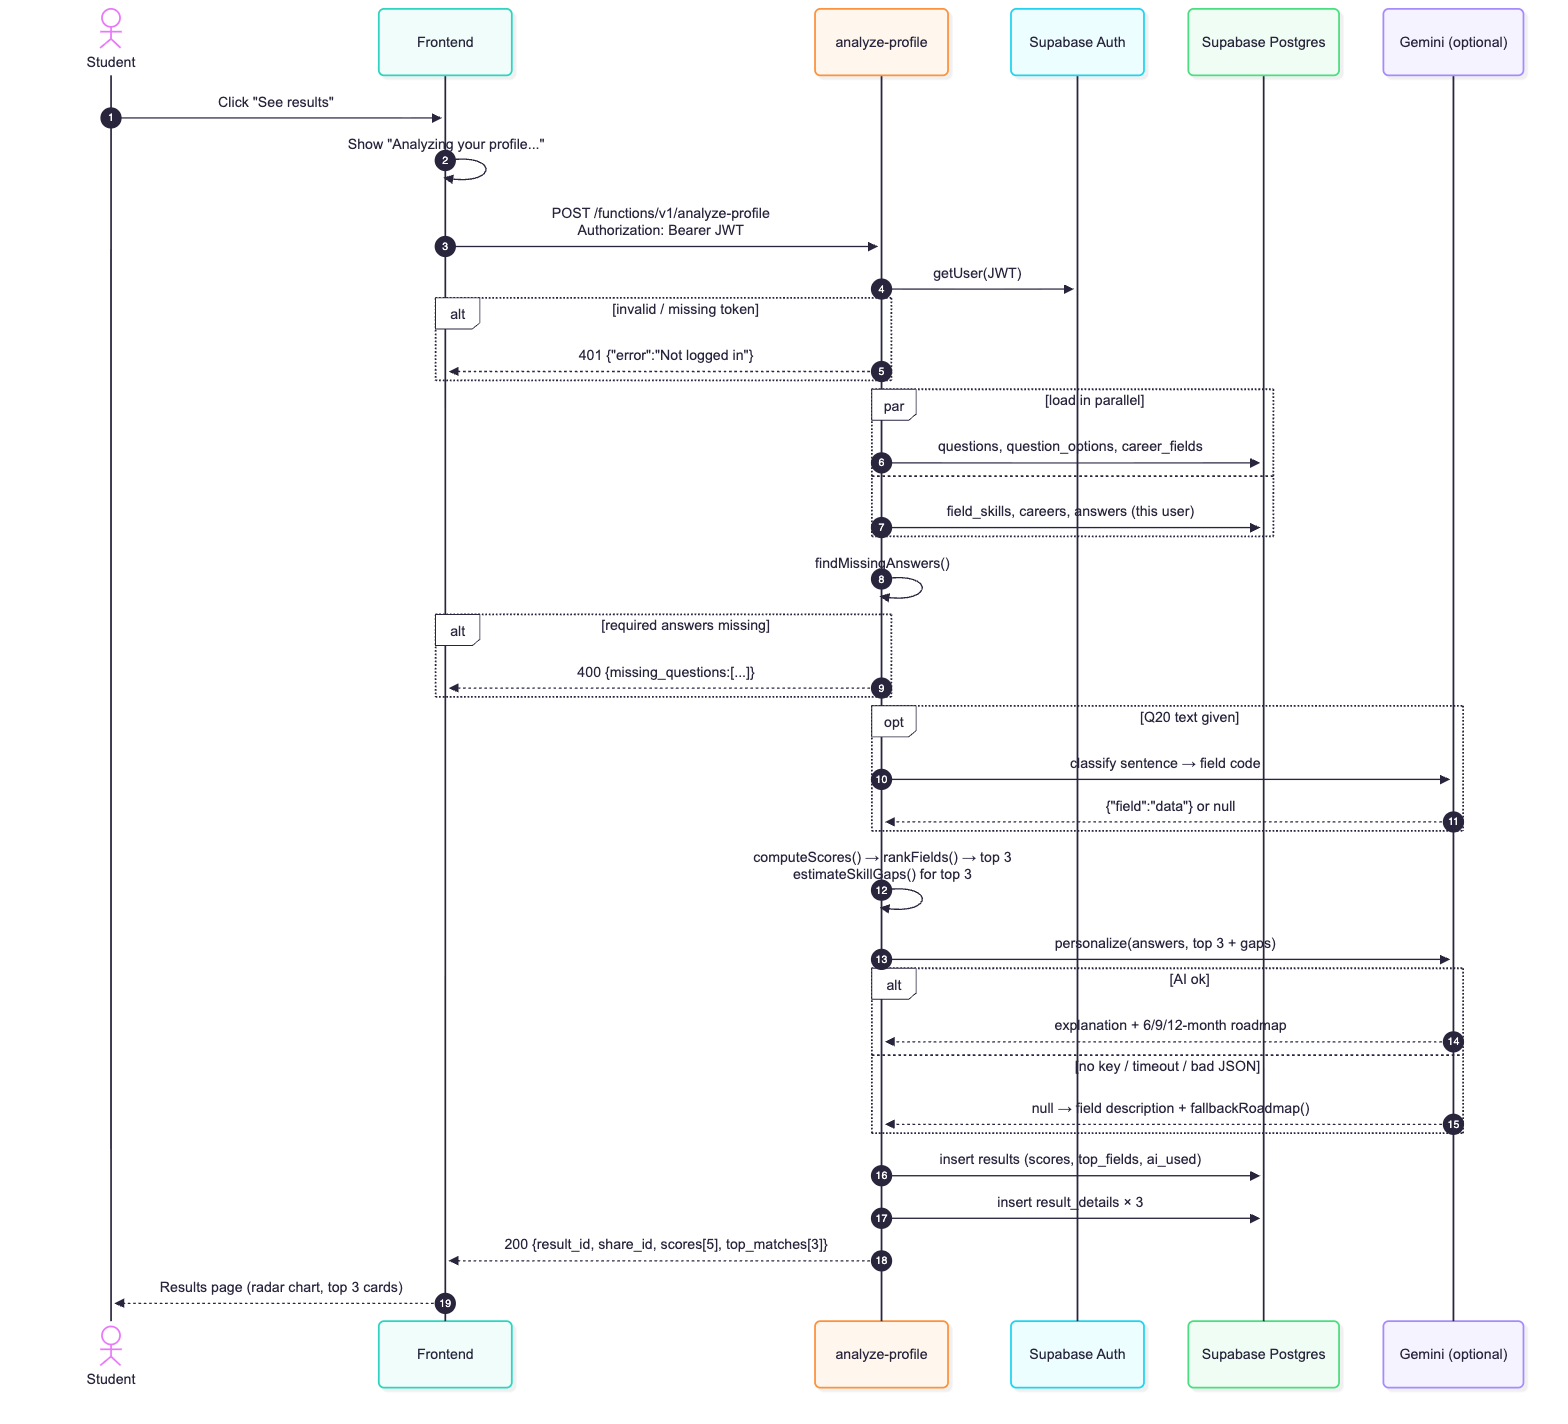 Student
Frontend
analyze-profile
Supabase Auth
Supabase Postgres
Gemini (optional)
1
Click "See results"
Show "Analyzing your profile..."
2
POST /functions/v1/analyze-profile
Authorization: Bearer JWT
3
getUser(JWT)
4
alt
[invalid / missing token]
401 {"error":"Not logged in"}
5
par
[load in parallel]
questions, question_options, career_fields
6
field_skills, careers, answers (this user)
7
findMissingAnswers()
8
alt
[required answers missing]
400 {missing_questions:[...]}
9
opt
[Q20 text given]
classify sentence → field code
10
{"field":"data"} or null
11
computeScores() → rankFields() → top 3
estimateSkillGaps() for top 3
12
personalize(answers, top 3 + gaps)
13
alt
[AI ok]
explanation + 6/9/12-month roadmap
14
[no key / timeout / bad JSON]
null → field description + fallbackRoadmap()
15
insert results (scores, top_fields, ai_used)
16
insert result_details × 3
17
200 {result_id, share_id, scores[5], top_matches[3]}
18
Results page (radar chart, top 3 cards)
19
Student
Frontend
analyze-profile
Supabase Auth
Supabase Postgres
Gemini (optional)